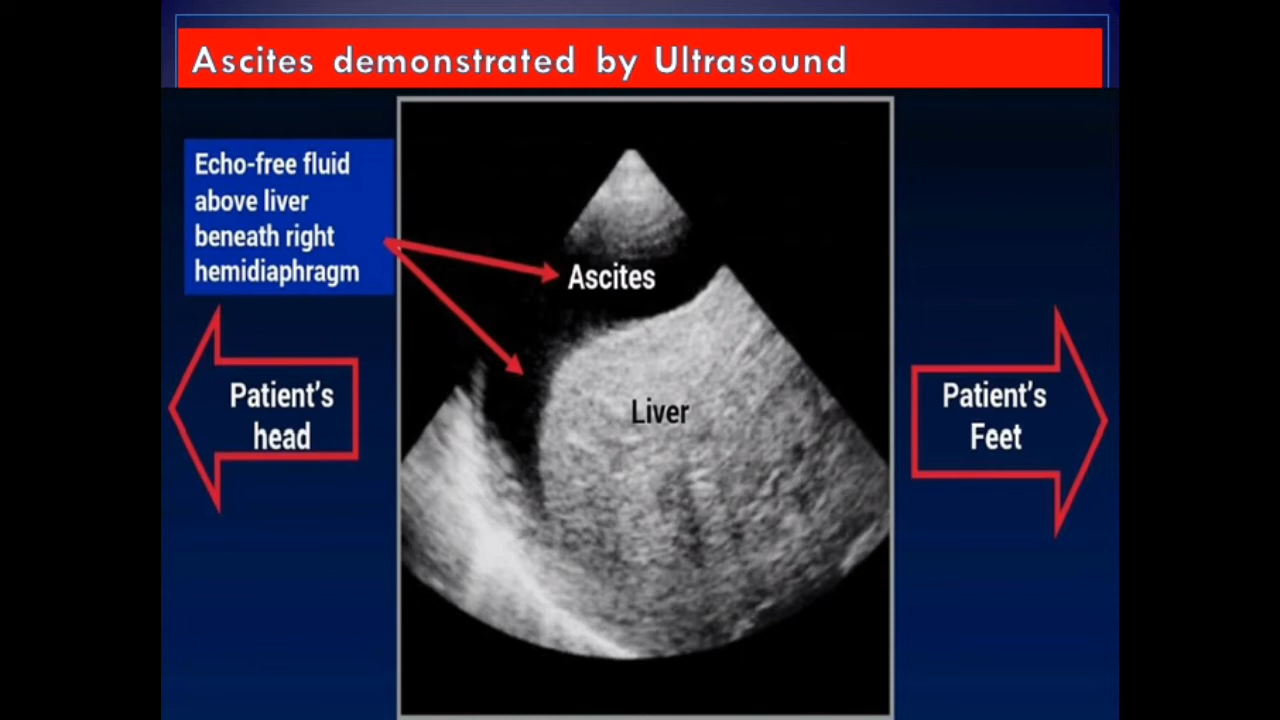 Ascites demonstrated by Ultrasound
Echo-free fluid
above liver
beneath right
hemidiaphragm
Ascites
Patient's
head
Liver
Patient's
Feet